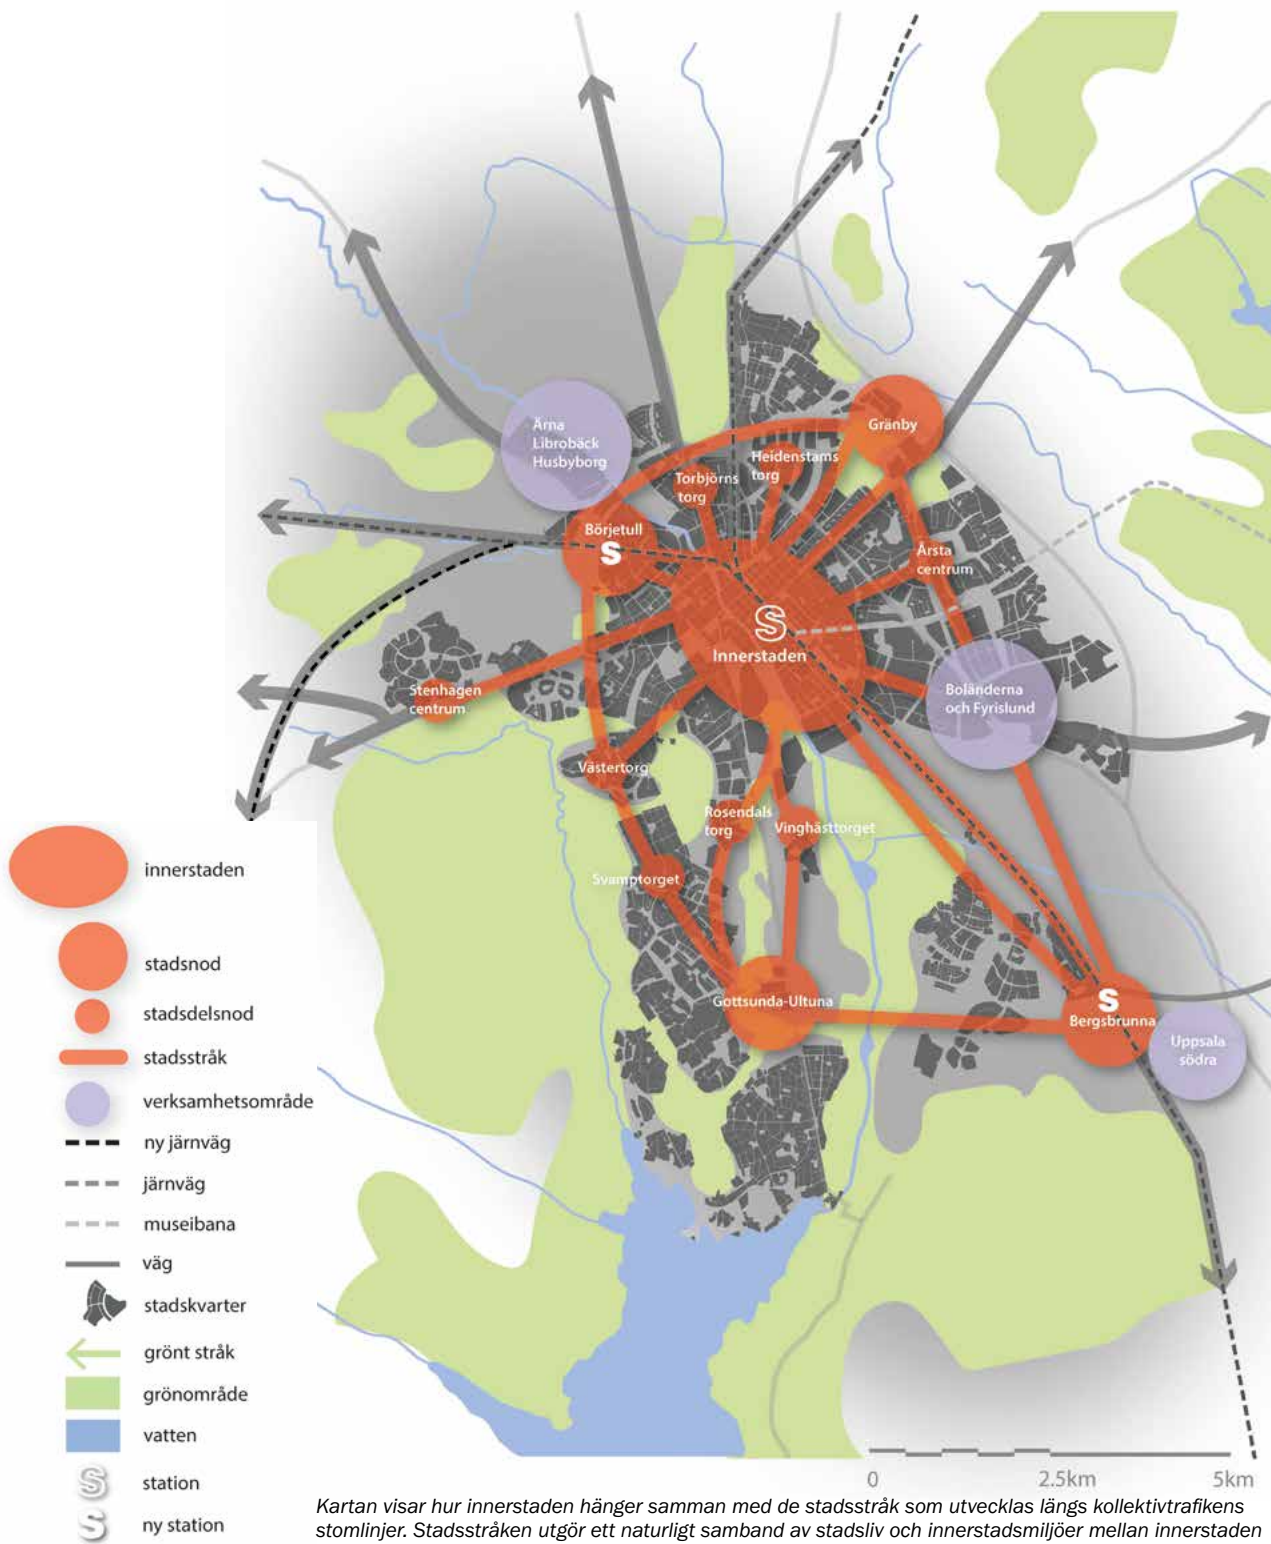 Ärna
Librobäck
Husbyborg
Gränby
Heidenstams
torg
Torbjörns
torg
Börjetull
S
Årsta
centrum
S
Innerstaden
Stenhagen
centrum
Boländerna
och Fyrislund
Västertorg
Rosendals
torg
Vinghästtorget
Svamptorget
Gottsunda-Ultuna
S
Bergsbrunna
Uppsala
södra
innerstaden
stadsnod
stadsdelsnod
stadsstråk
verksamhetsområde
ny järnväg
järnväg
museibana
väg
stadskvarter
grönt stråk
grönområde
vatten
S station
S ny station
0 2.5km 5km
Kartan visar hur innerstaden hänger samman med de stadsstråk som utvecklas längs kollektivtrafikens
stomlinjer. Stadsstråken utgör ett naturligt samband av stadsliv och innerstadsmiljöer mellan innerstaden